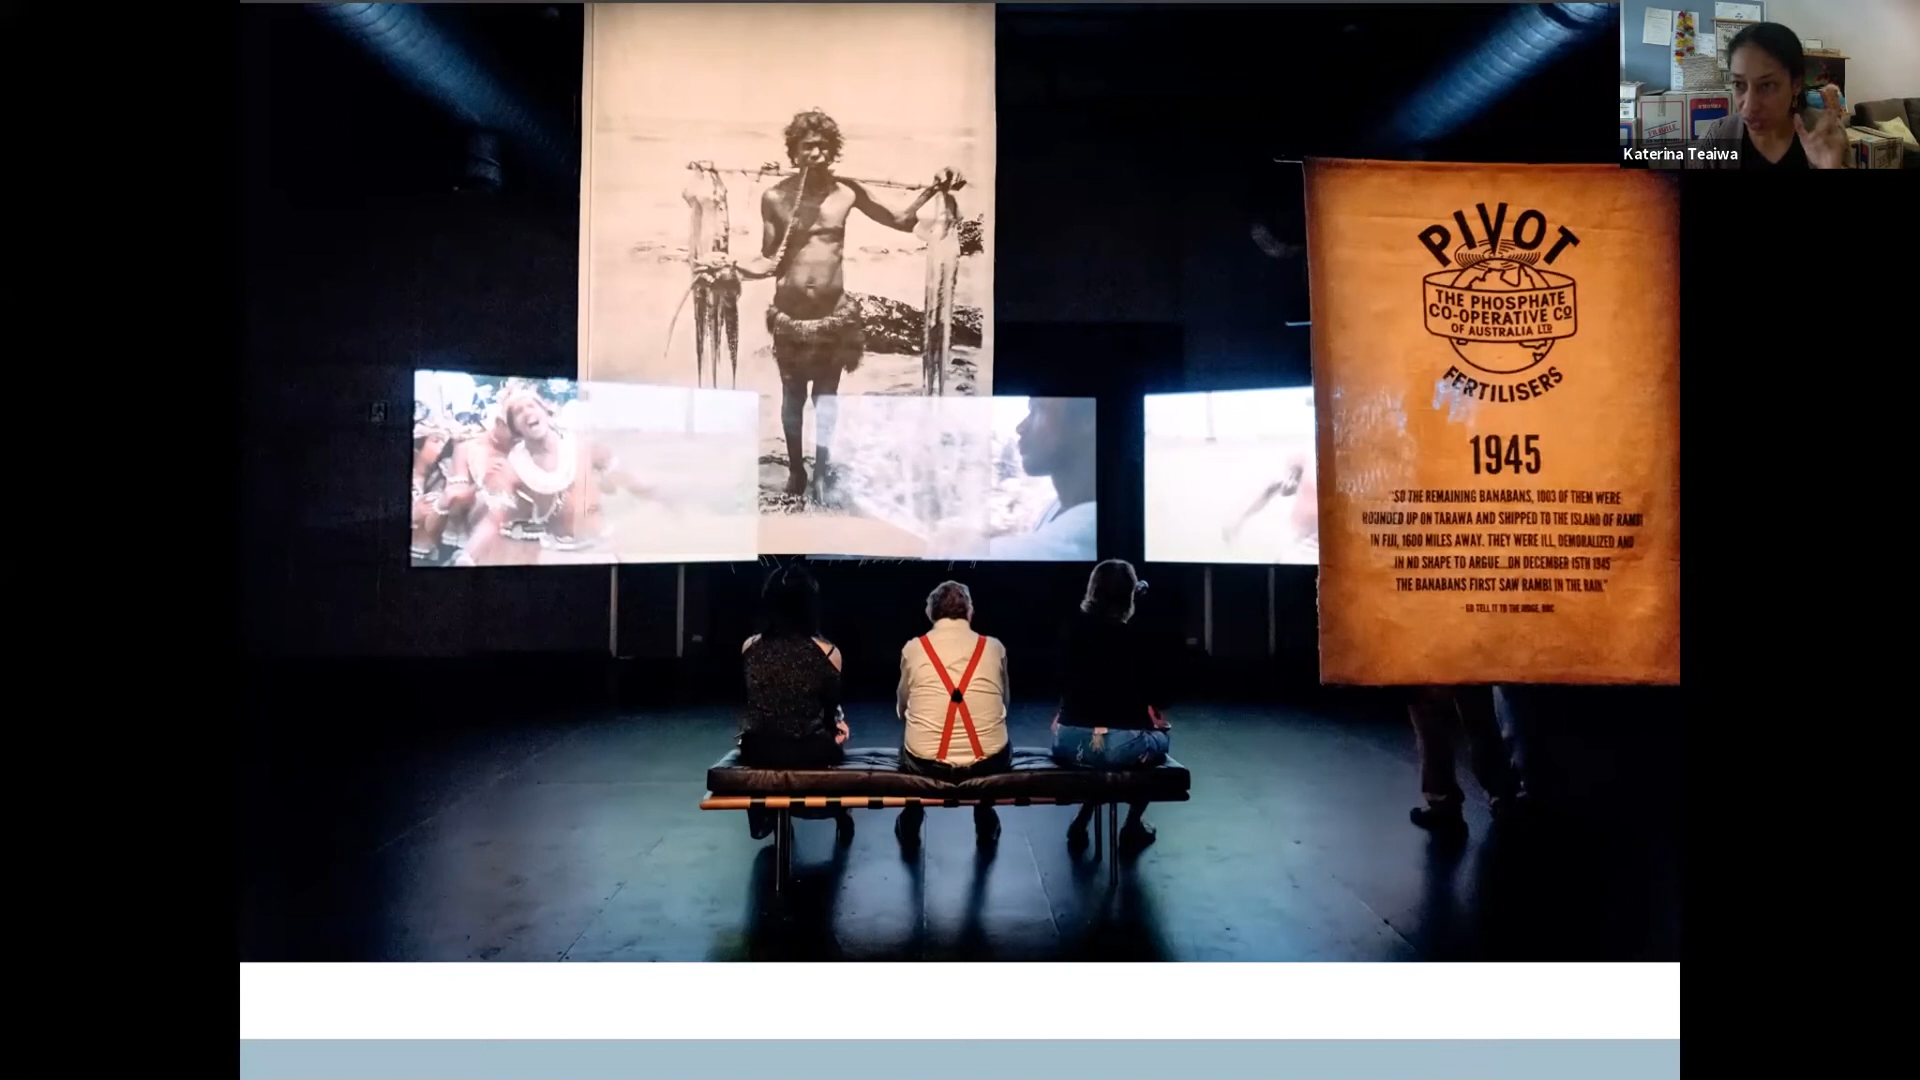 Katerina Teaiwa
PIVOT
THE PHOSPHATE
CO-OPERATIVE CO
OF AUSTRALIA LTD
FERTILISERS
1945
"SO THE REMAINING BANABANS, 1003 OF THEM WERE
ROUNDED UP ON TARAWA AND SHIPPED TO THE ISLAND OF RAMBI
IN FIJI, 1600 MILES AWAY. THEY WERE ILL, DEMORALIZED AND
IN NO SHAPE TO ARGUE...ON DECEMBER 15TH 1945
THE BANABANS FIRST SAW RAMBI IN THE RAIN."
- GO TELL IT TO THE JUDGE, BBC